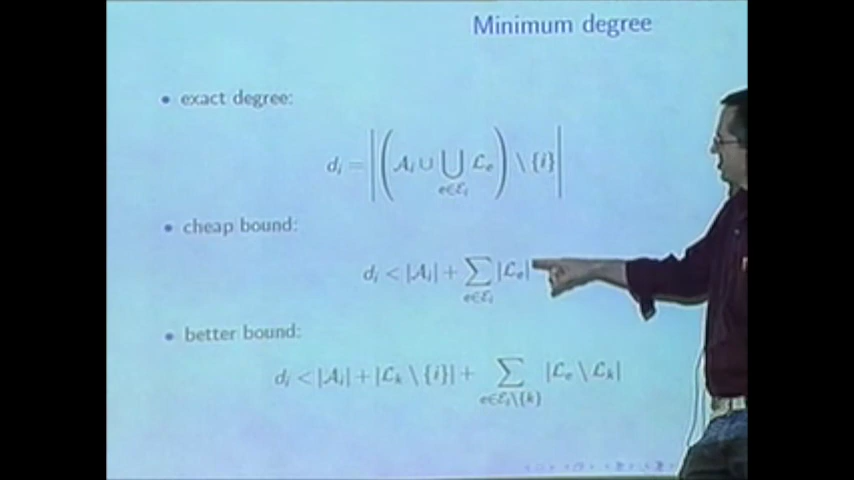 Minimum degree
• exact degree:
d_i = |(A_i ∪ ⋃_{e∈E_i} L_e) \ {i}|
• cheap bound:
d_i < |A_i| + ∑_{e∈E_i} |L_e|
• better bound:
d_i < |A_i| + |L_k \ {i}| + ∑_{e∈E_i\{k}} |L_e \ L_k|